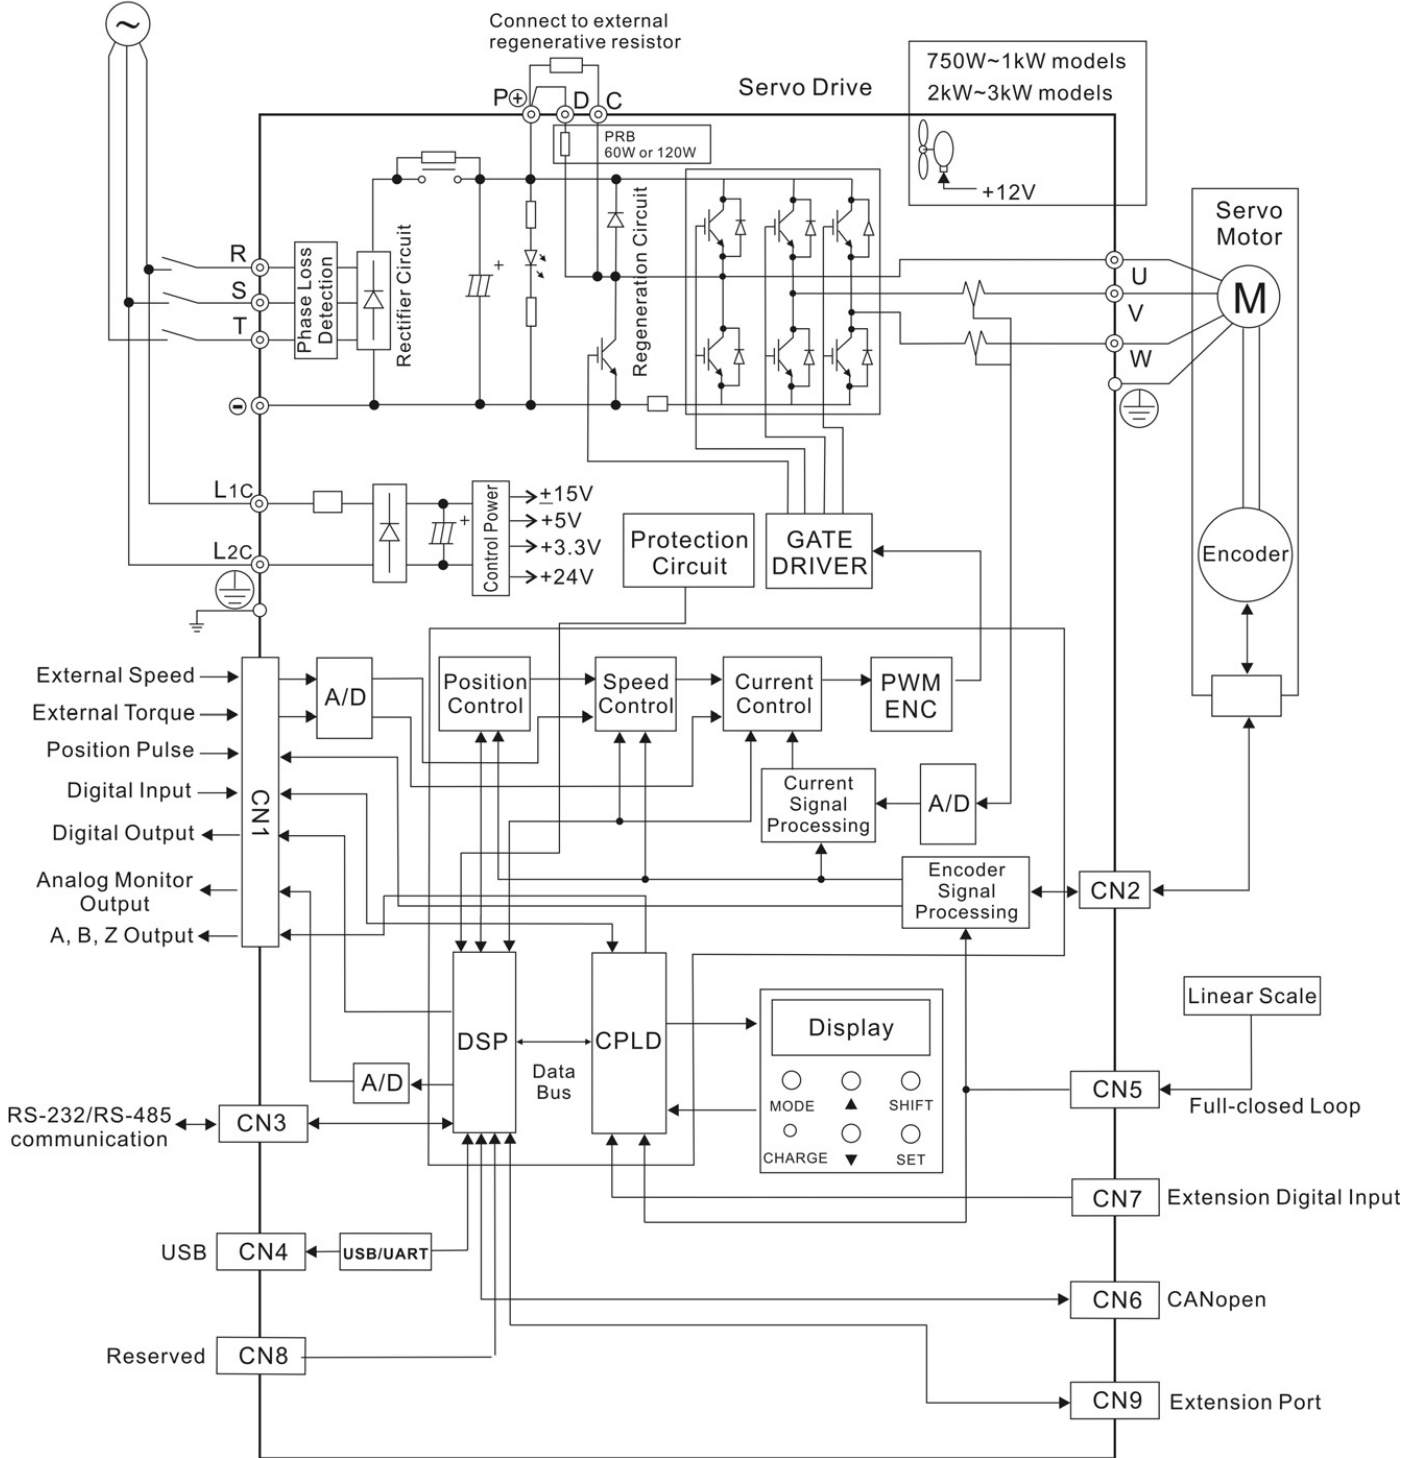 ~
Connect to external
regenerative resistor
750W~1kW models
2kW~3kW models
+12V
Servo Drive
P⊕
D
C
PRB
60W or 120W
Servo
Motor
R
S
T
Phase Loss
Detection
Rectifier Circuit
+
Regeneration Circuit
U
V
W
M
⊖
L1C
L2C
+
Control Power
±15V
+5V
+3.3V
+24V
Protection
Circuit
GATE
DRIVER
Encoder
External Speed
External Torque
Position Pulse
Digital Input
Digital Output
Analog Monitor
Output
A, B, Z Output
CN1
A/D
Position
Control
Speed
Control
Current
Control
PWM
ENC
Current
Signal
Processing
A/D
Encoder
Signal
Processing
CN2
DSP
Data
Bus
CPLD
Display
MODE
▲
SHIFT
CHARGE
▼
SET
Linear Scale
CN5
Full-closed Loop
A/D
RS-232/RS-485
communication
CN3
CN7
Extension Digital Input
USB
CN4
USB/UART
CN6
CANopen
Reserved
CN8
CN9
Extension Port